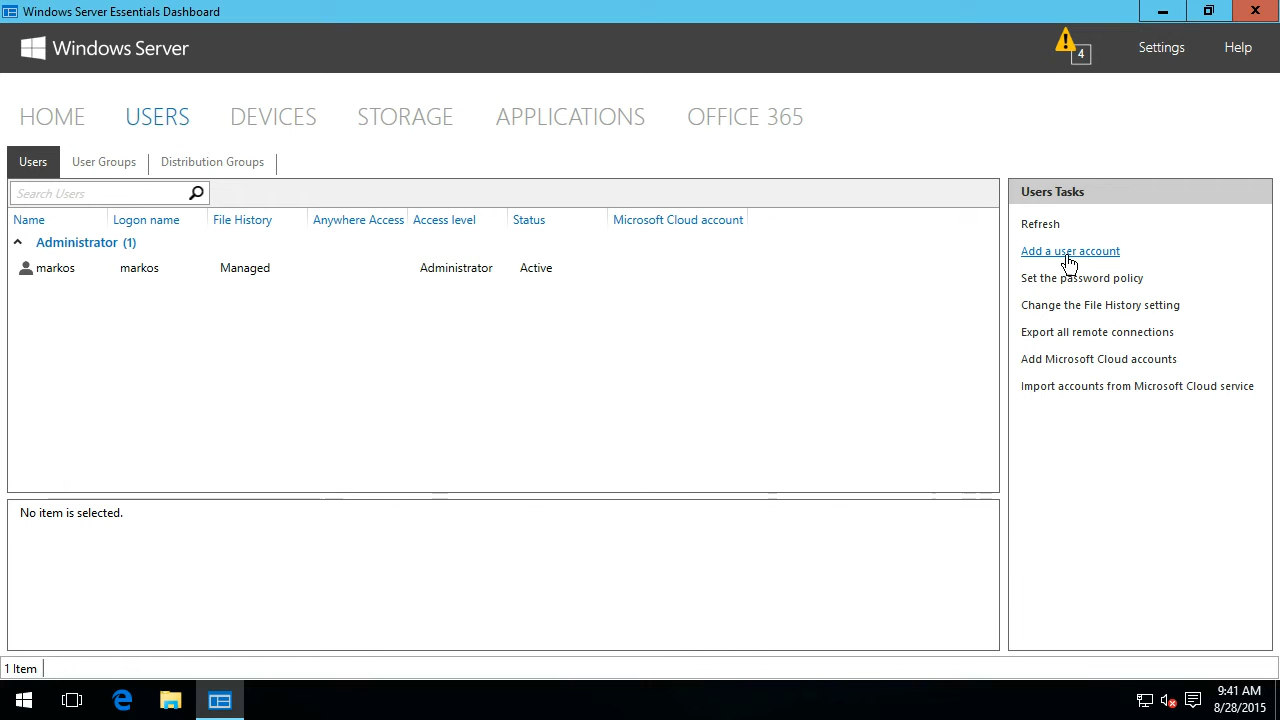 Windows Server Essentials Dashboard
Windows Server
4
Settings
Help
HOME
USERS
DEVICES
STORAGE
APPLICATIONS
OFFICE 365
Users
User Groups
Distribution Groups
Search Users
Name
Logon name
File History
Anywhere Access
Access level
Status
Microsoft Cloud account
Administrator (1)
markos
markos
Managed
Administrator
Active
No item is selected.
Users Tasks
Refresh
Add a user account
Set the password policy
Change the File History setting
Export all remote connections
Add Microsoft Cloud accounts
Import accounts from Microsoft Cloud service
1 Item
9:41 AM
8/28/2015